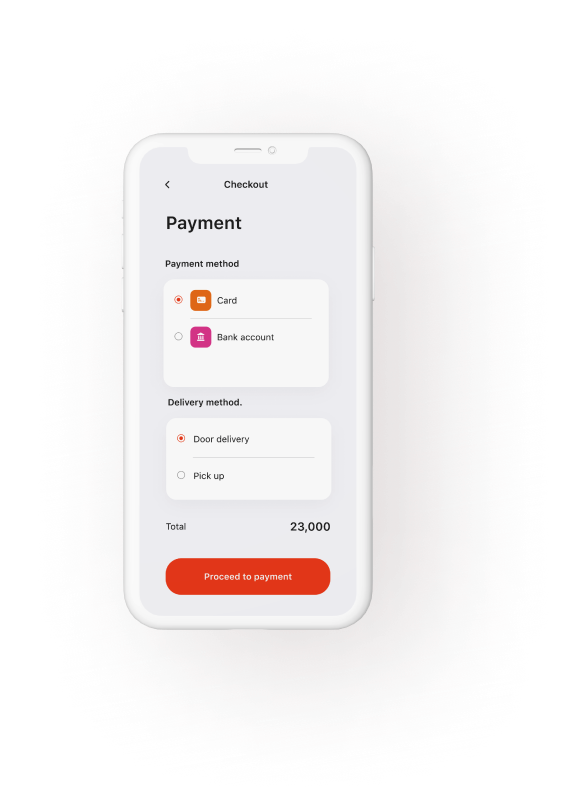 Checkout
Payment
Payment method
Card
Bank account
Delivery method.
Door delivery
Pick up
Total 23,000
Proceed to payment